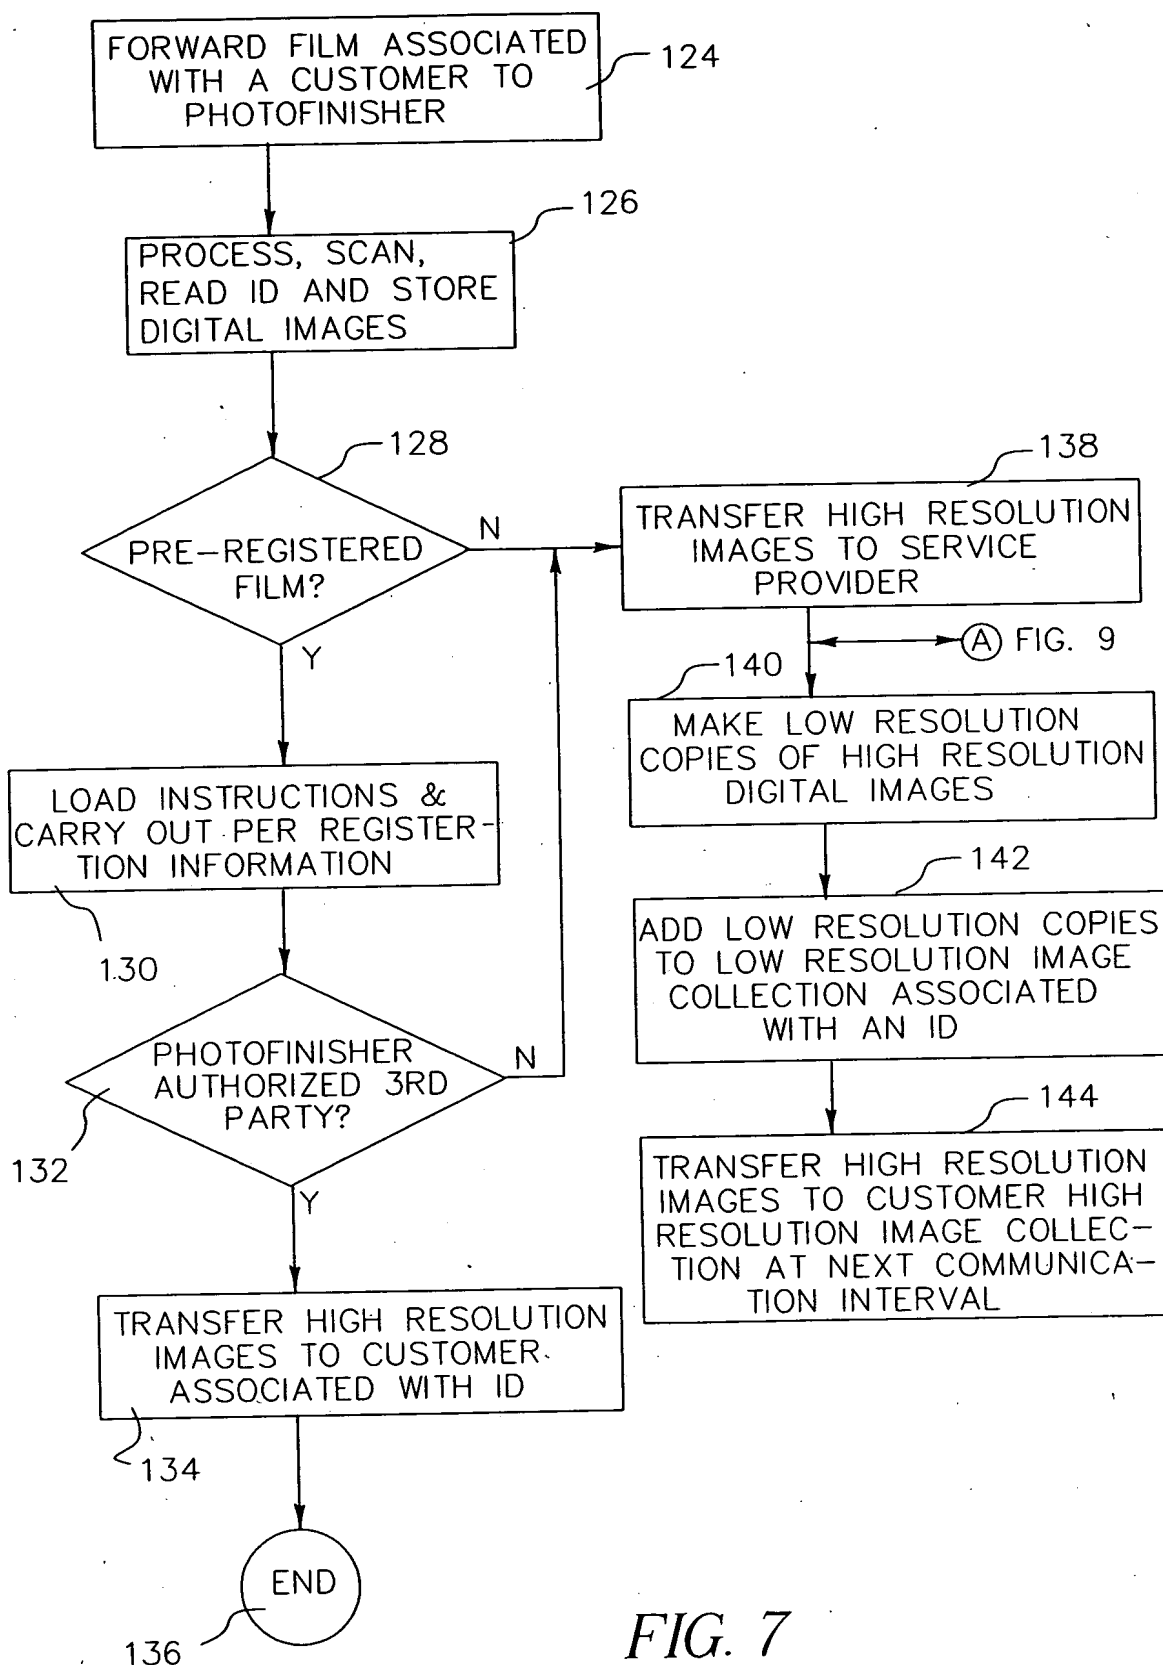 FORWARD FILM ASSOCIATED
WITH A CUSTOMER TO
PHOTOFINISHER
124
PROCESS, SCAN,
READ ID AND STORE
DIGITAL IMAGES
126
PRE-REGISTERED
FILM?
128
N
Y
LOAD INSTRUCTIONS &
CARRY OUT PER REGISTER-
TION INFORMATION
130
PHOTOFINISHER
AUTHORIZED 3RD
PARTY?
132
N
Y
TRANSFER HIGH RESOLUTION
IMAGES TO CUSTOMER
ASSOCIATED WITH ID
134
END
136
138
TRANSFER HIGH RESOLUTION
IMAGES TO SERVICE
PROVIDER
A FIG. 9
140
MAKE LOW RESOLUTION
COPIES OF HIGH RESOLUTION
DIGITAL IMAGES
142
ADD LOW RESOLUTION COPIES
TO LOW RESOLUTION IMAGE
COLLECTION ASSOCIATED
WITH AN ID
144
TRANSFER HIGH RESOLUTION
IMAGES TO CUSTOMER HIGH
RESOLUTION IMAGE COLLEC-
TION AT NEXT COMMUNICA-
TION INTERVAL
FIG. 7